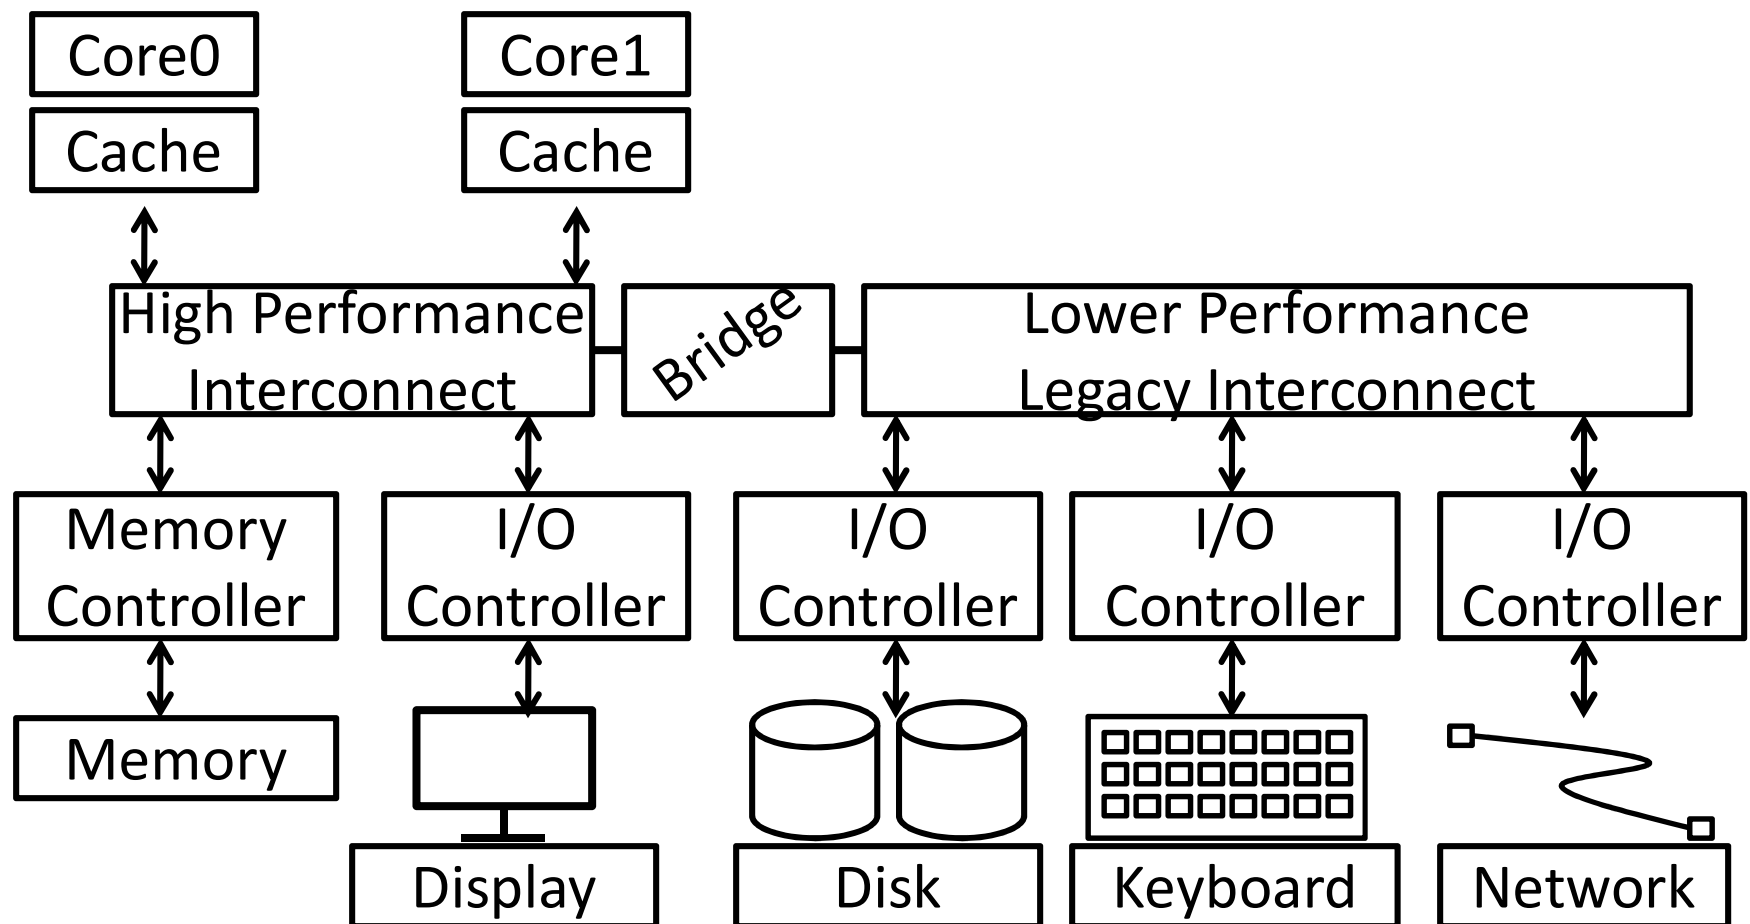 Core0
Core1
Cache
Cache
High Performance
Interconnect
Bridge
Lower Performance
Legacy Interconnect
Memory
Controller
I/O
Controller
I/O
Controller
I/O
Controller
I/O
Controller
Memory
Display
Disk
Keyboard
Network